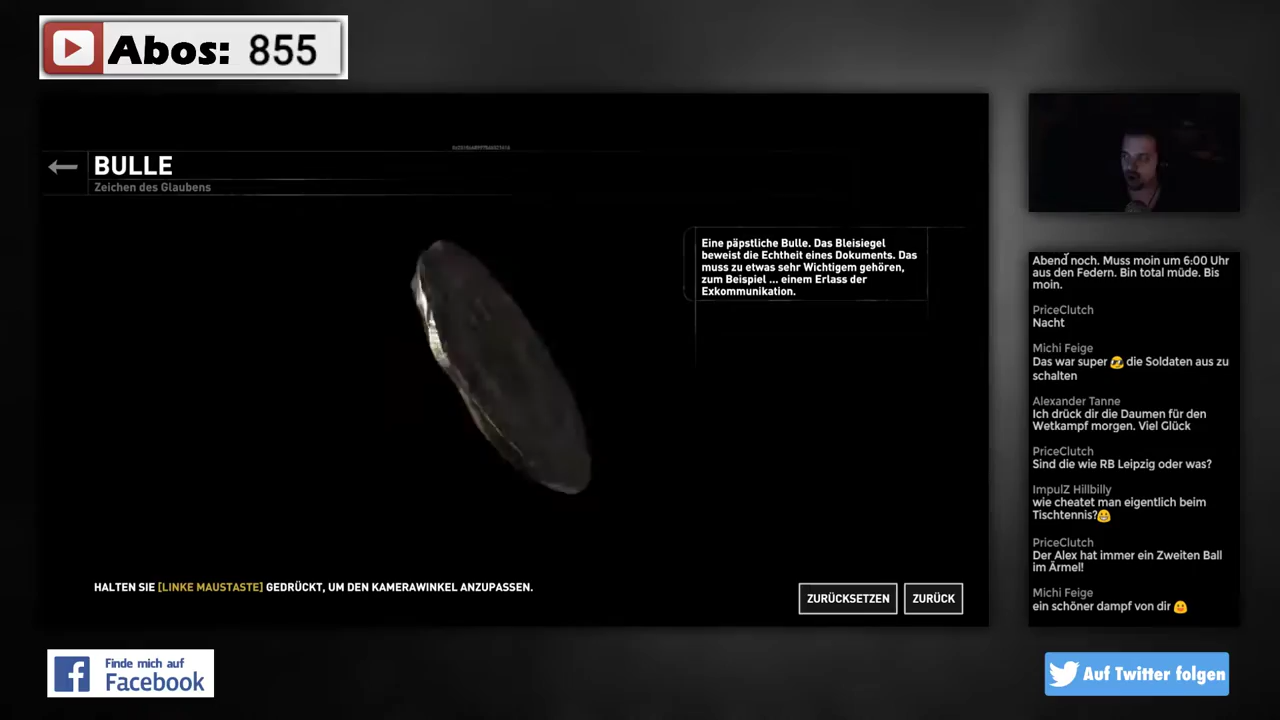 Abos: 855
BULLE
Zeichen des Glaubens
Eine päpstliche Bulle. Das Bleisiegel
beweist die Echtheit eines Dokuments. Das
muss zu etwas sehr Wichtigem gehören,
zum Beispiel ... einem Erlass der
Exkommunikation.
HALTEN SIE [LINKE MAUSTASTE] GEDRÜCKT, UM DEN KAMERAWINKEL ANZUPASSEN.
ZURÜCKSETZEN
ZURÜCK
Abend noch. Muss moin um 6:00 Uhr
aus den Federn. Bin total müde. Bis
moin.
PriceClutch
Nacht
Michi Feige
Das war super 🤣 die Soldaten aus zu
schalten
Alexander Tanne
Ich drück dir die Daumen für den
Wetkampf morgen. Viel Glück
PriceClutch
Sind die wie RB Leipzig oder was?
ImpulZ Hillbilly
wie cheatet man eigentlich beim
Tischtennis?😀
PriceClutch
Der Alex hat immer ein Zweiten Ball
im Ärmel!
Michi Feige
ein schöner dampf von dir 😛
Finde mich auf
Facebook
Auf Twitter folgen